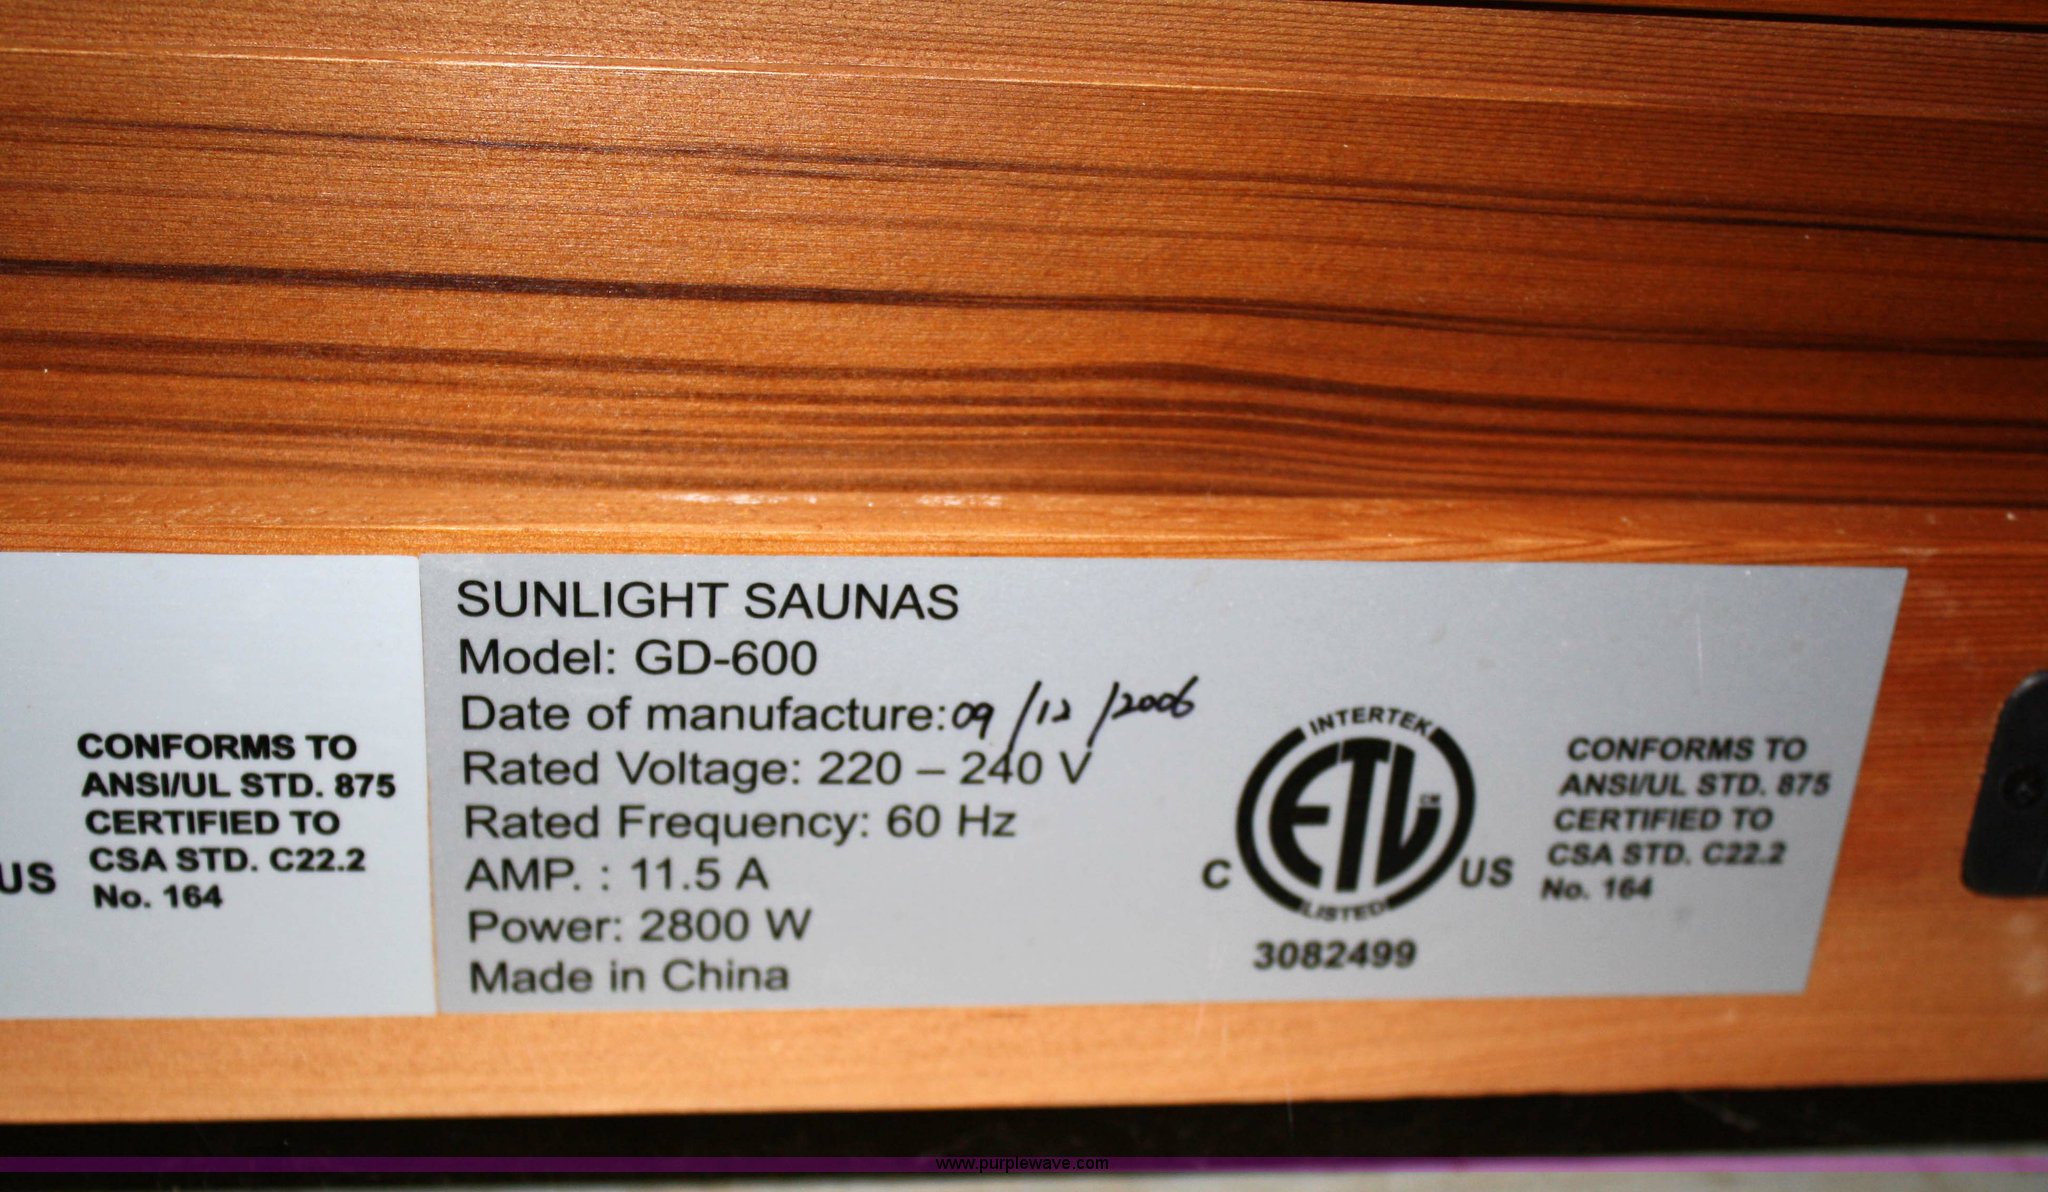 US
CONFORMS TO
ANSI/UL STD. 875
CERTIFIED TO
CSA STD. C22.2
No. 164
SUNLIGHT SAUNAS
Model: GD-600
Date of manufacture: 09/12/2006
Rated Voltage: 220 – 240 V
Rated Frequency: 60 Hz
AMP. : 11.5 A
Power: 2800 W
Made in China
INTERTEK
ETL CM
C US
LISTED
3082499
CONFORMS TO
ANSI/UL STD. 875
CERTIFIED TO
CSA STD. C22.2
No. 164
www.purplewave.com